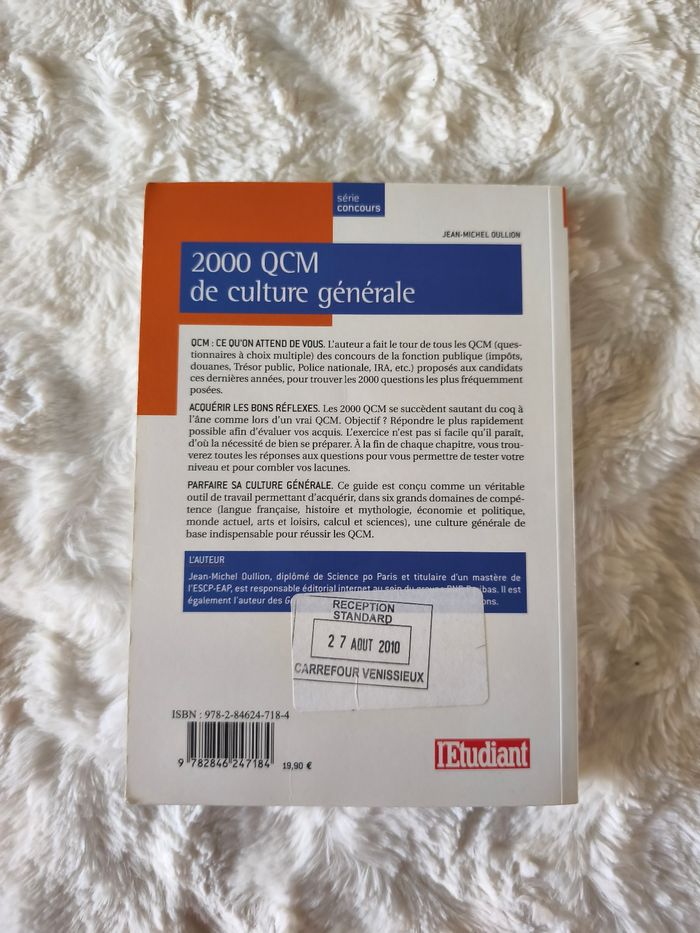 série
concours
JEAN-MICHEL OULLION
2000 QCM
de culture générale
QCM : CE QU'ON ATTEND DE VOUS. L'auteur a fait le tour de tous les QCM (ques-
tionnaires à choix multiple) des concours de la fonction publique (impôts,
douanes, Trésor public, Police nationale, IRA, etc.) proposés aux candidats
ces dernières années, pour trouver les 2000 questions les plus fréquemment
posées.
ACQUÉRIR LES BONS RÉFLEXES. Les 2000 QCM se succèdent sautant du coq à
l'âne comme lors d'un vrai QCM. Objectif ? Répondre le plus rapidement
possible afin d'évaluer vos acquis. L'exercice n'est pas si facile qu'il paraît,
d'où la nécessité de bien se préparer. À la fin de chaque chapitre, vous trou-
verez toutes les réponses aux questions pour vous permettre de tester votre
niveau et pour combler vos lacunes.
PARFAIRE SA CULTURE GÉNÉRALE. Ce guide est conçu comme un véritable
outil de travail permettant d'acquérir, dans six grands domaines de compé-
tence (langue française, histoire et mythologie, économie et politique,
monde actuel, arts et loisirs, calcul et sciences), une culture générale de
base indispensable pour réussir les QCM.
L'AUTEUR
Jean-Michel Oullion, diplômé de Science po Paris et titulaire d'un mastère de
l'ESCP-EAP, est responsable éditorial internet au sein du groupe BNP Paribas. Il est
également l'auteur des
RECEPTION
STANDARD
27 AOUT 2010
CARREFOUR VENISSIEUX
ISBN : 978-2-84624-718-4
9 782846 247184
19,90 €
l'Etudiant